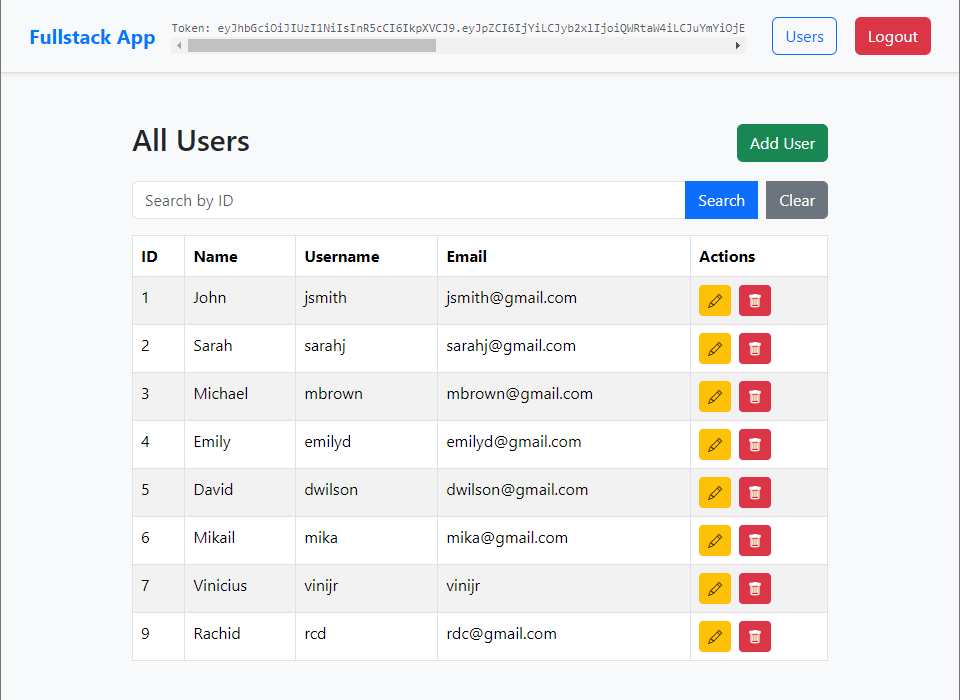 Fullstack App
Token: eyJhbGciOiJIUzI1NiIsInR5cCI6IkpXVCJ9.eyJpZCI6IjYiLCJyb2xlIjoiQWRtaW4iLCJuYmYiOjE
Users
Logout
All Users
Add User
Search by ID
Search
Clear
ID Name Username Email Actions
1 John jsmith jsmith@gmail.com
2 Sarah sarahj sarahj@gmail.com
3 Michael mbrown mbrown@gmail.com
4 Emily emilyd emilyd@gmail.com
5 David dwilson dwilson@gmail.com
6 Mikail mika mika@gmail.com
7 Vinicius vinijr vinijr
9 Rachid rcd rdc@gmail.com